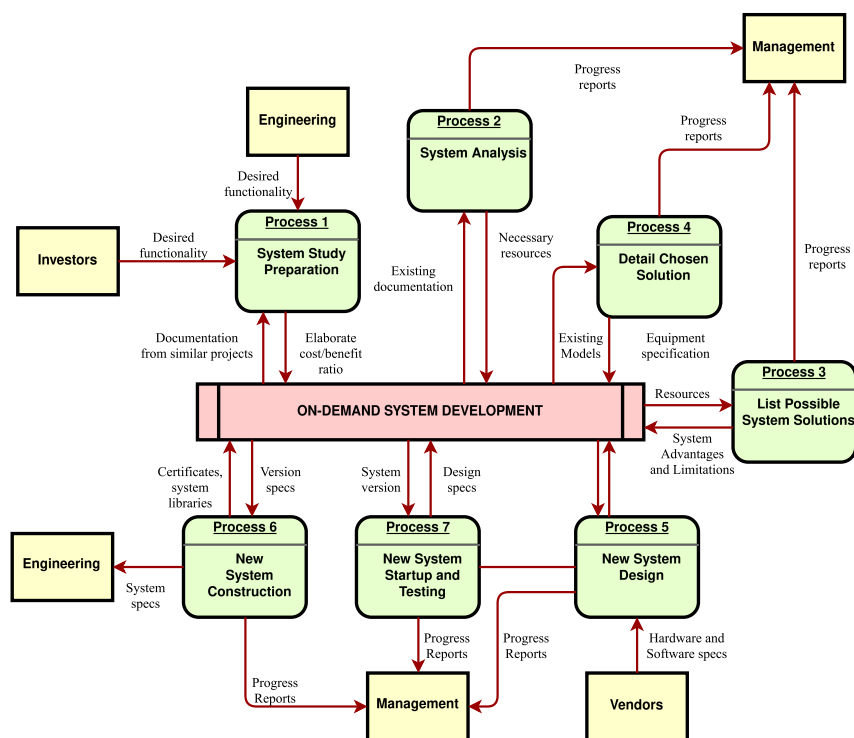 Management
Progress
reports
Process 2
System Analysis
Engineering
Progress
reports
Desired
functionality
Process 1
System Study
Preparation
Process 4
Detail Chosen
Solution
Investors
Desired
functionality
Necessary
resources
Existing
documentation
Progress
reports
Documentation
from similar projects
Elaborate
cost/benefit
ratio
Existing
Models
Equipment
specification
Process 3
List Possible
System Solutions
ON-DEMAND SYSTEM DEVELOPMENT
Resources
System
Advantages
and Limitations
Certificates,
system
libraries
Version
specs
System
version
Design
specs
Process 6
New
System
Construction
Process 7
New System
Startup and
Testing
Process 5
New System
Design
Engineering
System
specs
Progress
Reports
Progress
Reports
Hardware and
Software specs
Progress
Reports
Management
Vendors